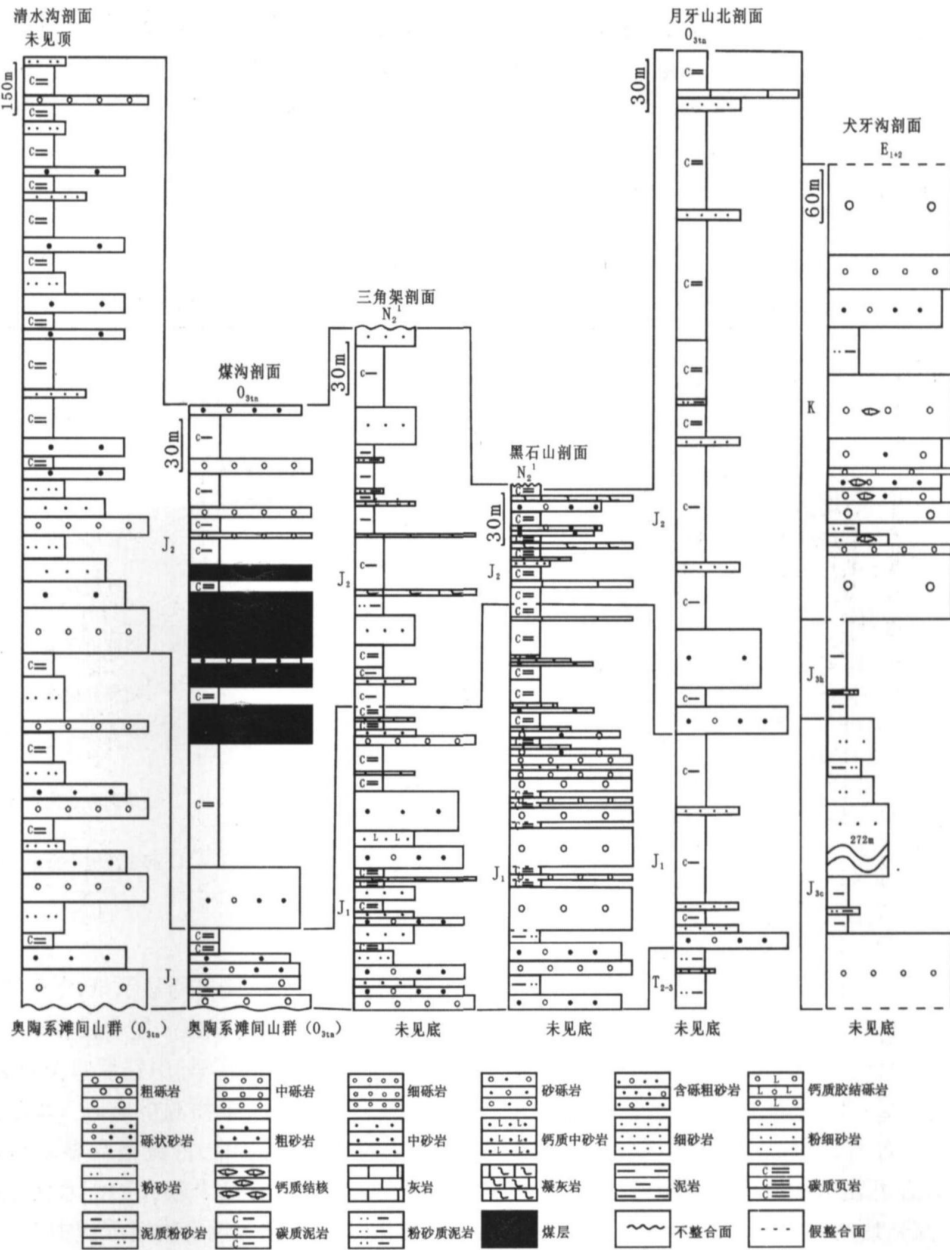 清水沟剖面
未见顶
150m
煤沟剖面
O₃tn
30m
三角架剖面
N₂¹
30m
黑石山剖面
N₂¹
30m
月牙山北剖面
O₃tn
30m
犬牙沟剖面
E₁₊₂
60m
J₂
J₁
J₂
J₁
J₂
J₁
J₂
J₁
T₂₋₃
K
J₃h
J₃c
272m
奥陶系滩间山群（O₃tn）
奥陶系滩间山群（O₃tn）
未见底
未见底
未见底
未见底
粗砾岩
中砾岩
细砾岩
砂砾岩
含砾粗砂岩
钙质胶结砾岩
砾状砂岩
粗砂岩
中砂岩
钙质中砂岩
细砂岩
粉细砂岩
粉砂岩
钙质结核
灰岩
凝灰岩
泥岩
碳质页岩
泥质粉砂岩
碳质泥岩
粉砂质泥岩
煤层
不整合面
假整合面